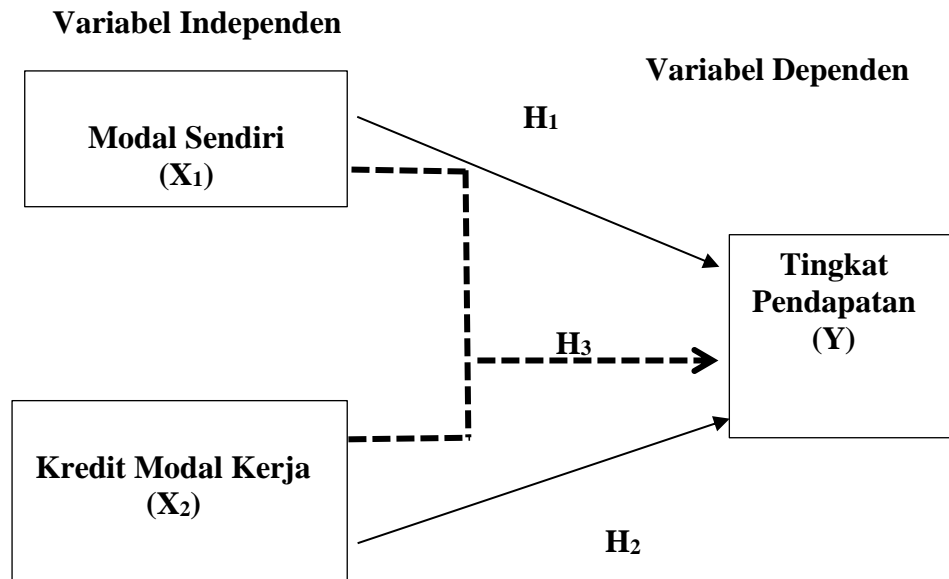 Variabel Independen
Variabel Dependen
H1
Modal Sendiri
(X1)
Tingkat
Pendapatan
(Y)
H3
Kredit Modal Kerja
(X2)
H2